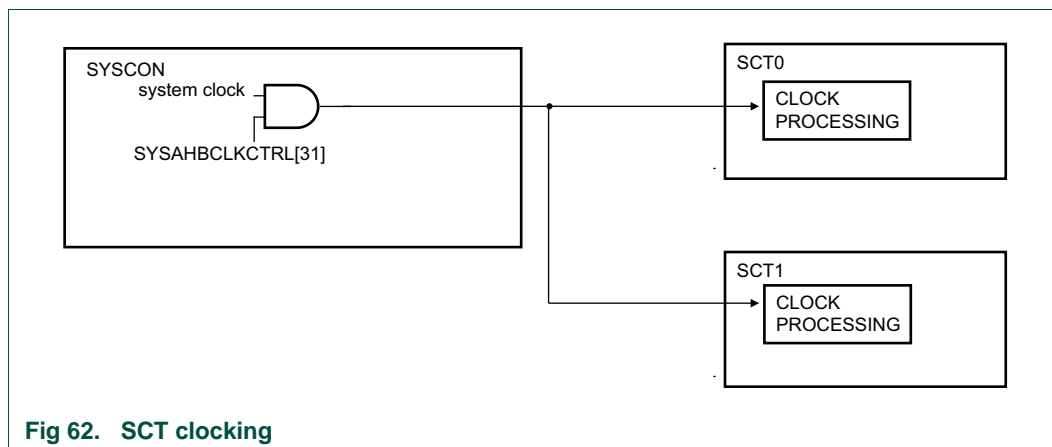 SYSCON
system clock
SYSAHBCLKCTRL[31]
SCT0
CLOCK
PROCESSING
SCT1
CLOCK
PROCESSING
Fig 62. SCT clocking